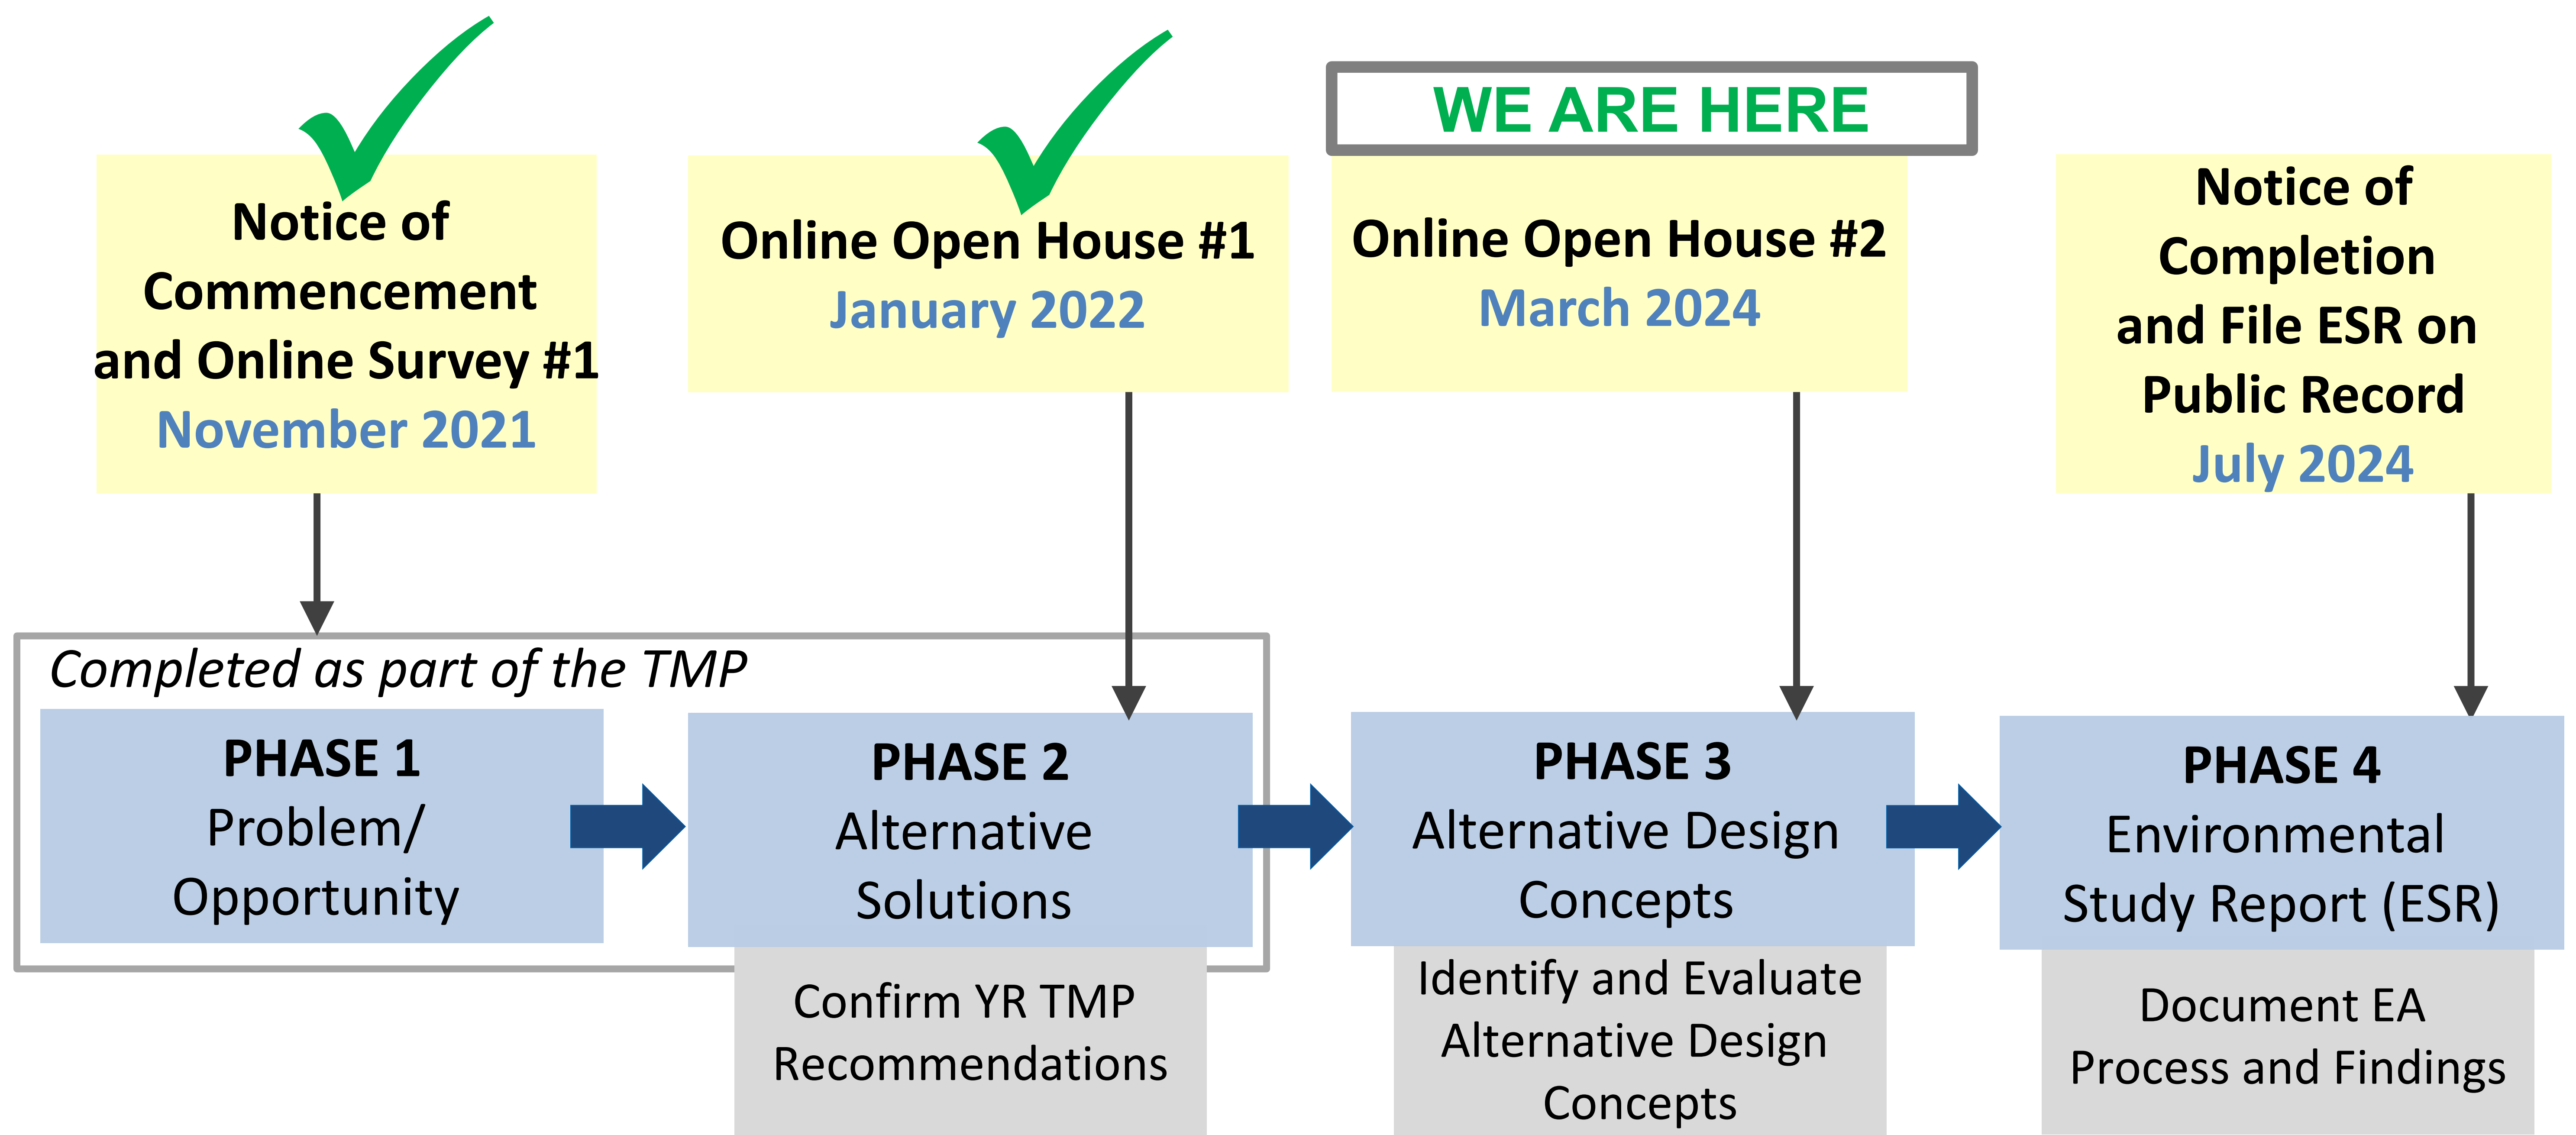 WE ARE HERE
Notice of
Commencement
and Online Survey #1
November 2021
Online Open House #1
January 2022
Online Open House #2
March 2024
Notice of
Completion
and File ESR on
Public Record
July 2024
Completed as part of the TMP
PHASE 1
Problem/
Opportunity
PHASE 2
Alternative
Solutions
Confirm YR TMP
Recommendations
PHASE 3
Alternative Design
Concepts
Identify and Evaluate
Alternative Design
Concepts
PHASE 4
Environmental
Study Report (ESR)
Document EA
Process and Findings